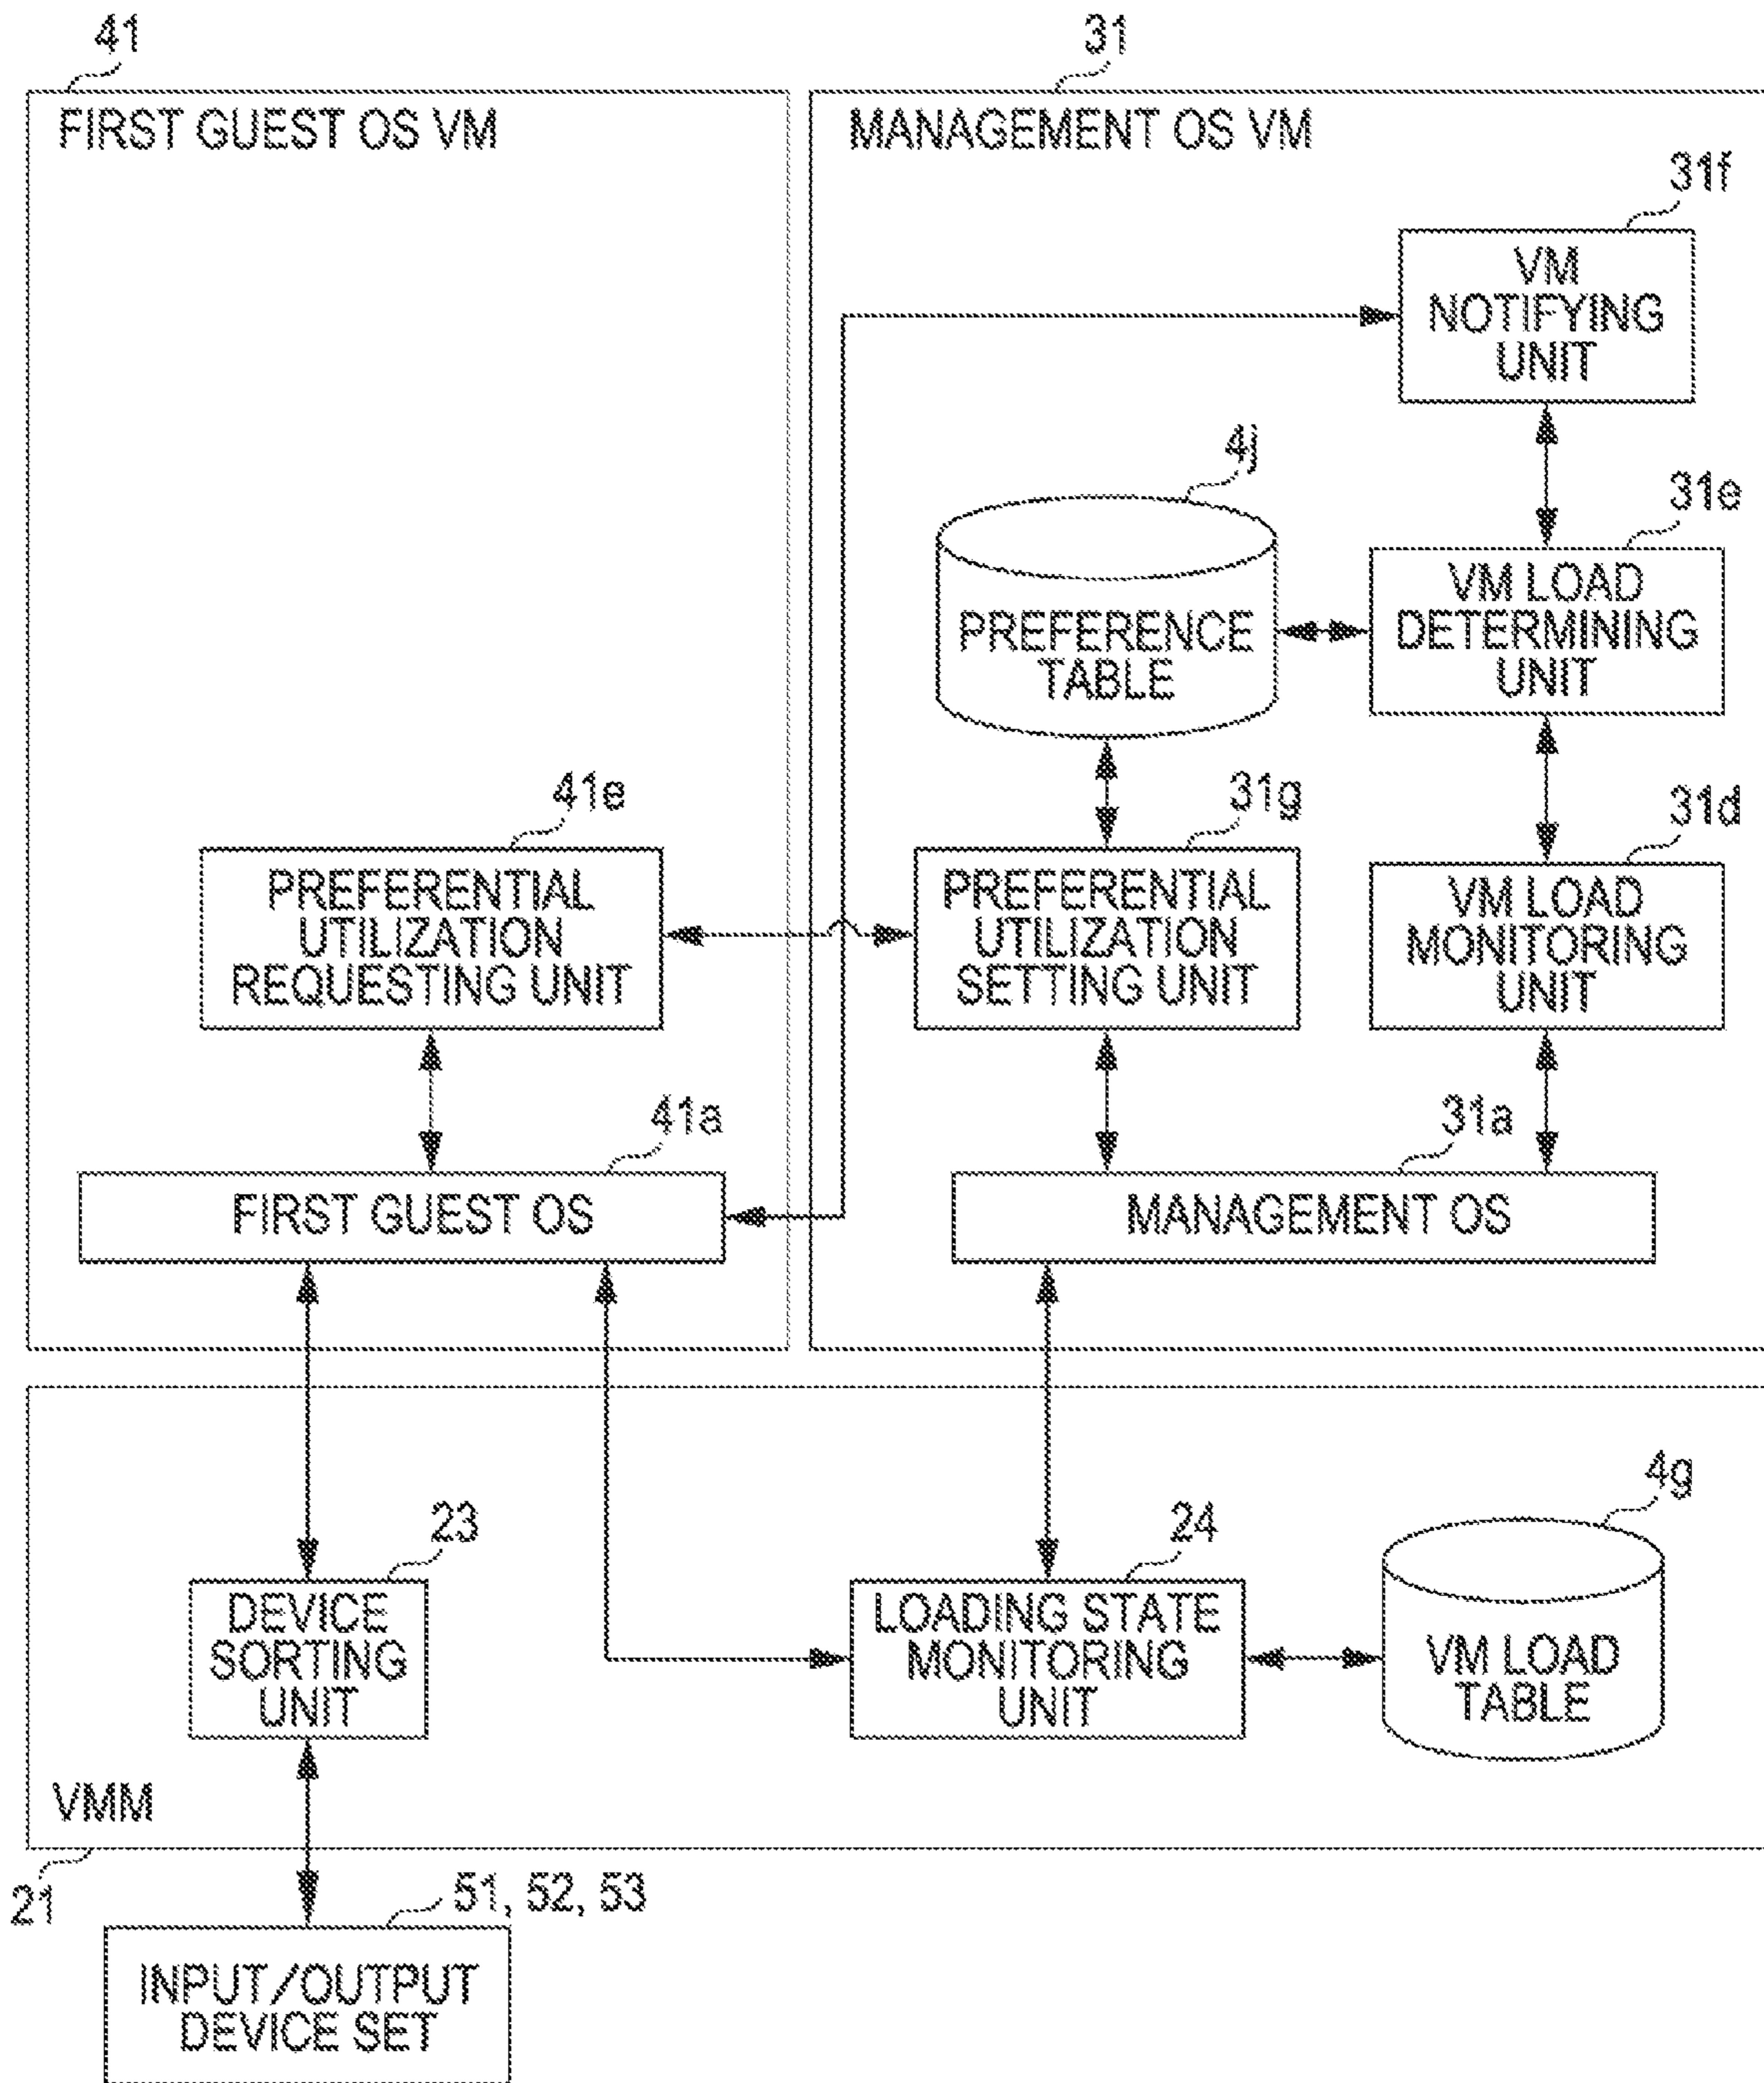 41
31
FIRST GUEST OS VM
MANAGEMENT OS VM
31f
VM
NOTIFYING
UNIT
4j
31e
PREFERENCE
TABLE
VM LOAD
DETERMINING
UNIT
41e
31g
31d
PREFERENTIAL
UTILIZATION
REQUESTING UNIT
PREFERENTIAL
UTILIZATION
SETTING UNIT
VM LOAD
MONITORING
UNIT
41a
31a
FIRST GUEST OS
MANAGEMENT OS
23
24
4g
DEVICE
SORTING
UNIT
LOADING STATE
MONITORING
UNIT
VM LOAD
TABLE
VMM
21
51, 52, 53
INPUT/OUTPUT
DEVICE SET